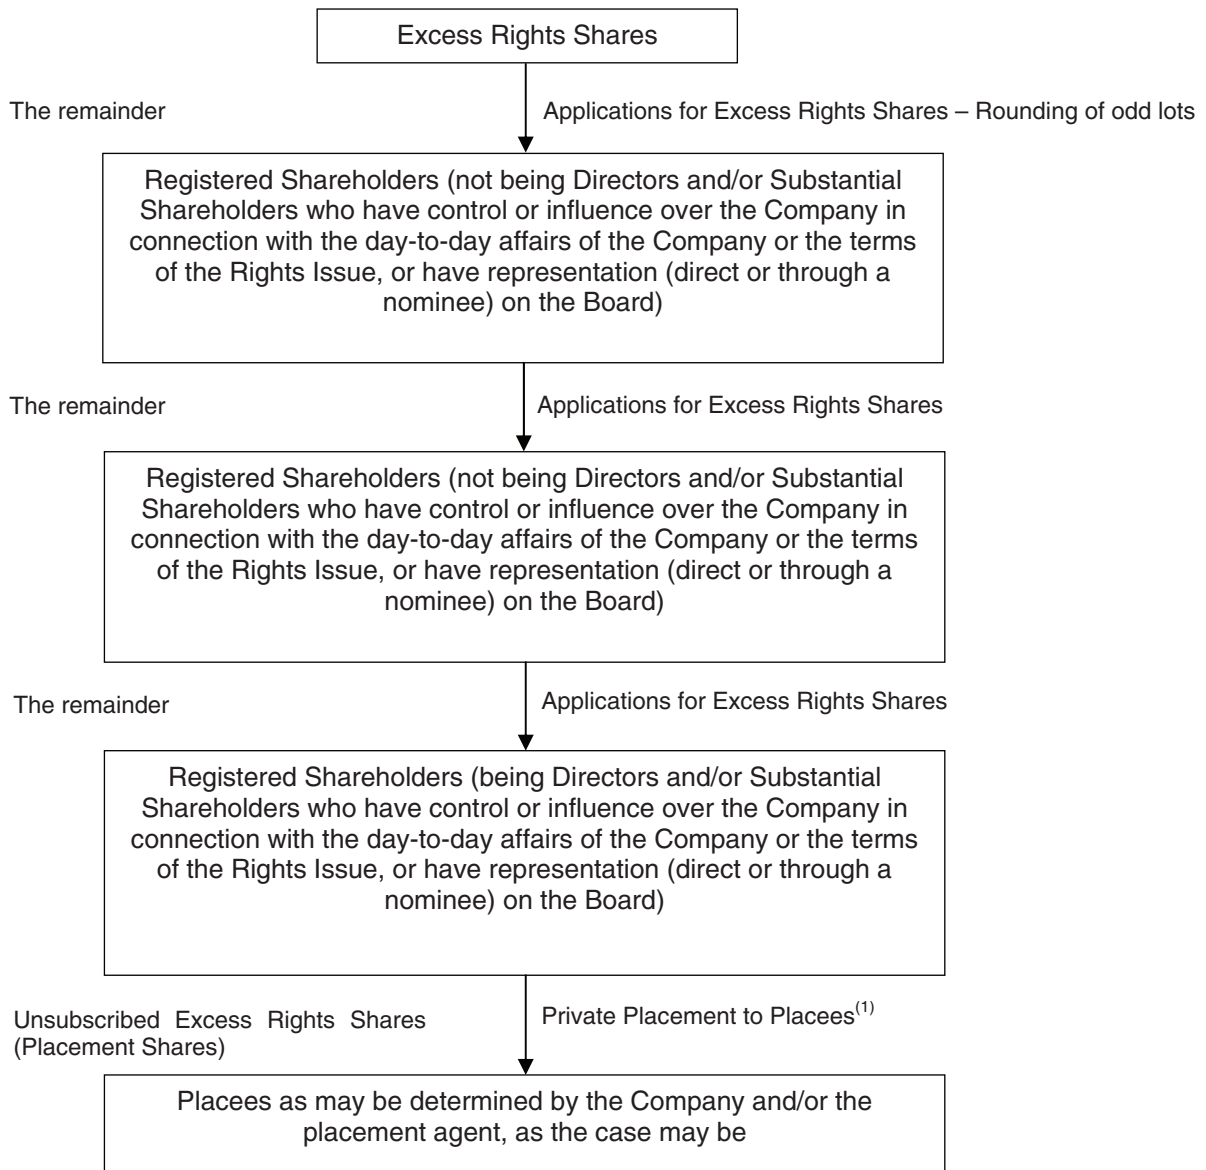 Excess Rights Shares
The remainder
Applications for Excess Rights Shares – Rounding of odd lots
Registered Shareholders (not being Directors and/or Substantial
Shareholders who have control or influence over the Company in
connection with the day-to-day affairs of the Company or the terms
of the Rights Issue, or have representation (direct or through a
nominee) on the Board)
The remainder
Applications for Excess Rights Shares
Registered Shareholders (not being Directors and/or Substantial
Shareholders who have control or influence over the Company in
connection with the day-to-day affairs of the Company or the terms
of the Rights Issue, or have representation (direct or through a
nominee) on the Board)
The remainder
Applications for Excess Rights Shares
Registered Shareholders (being Directors and/or Substantial
Shareholders who have control or influence over the Company in
connection with the day-to-day affairs of the Company or the terms
of the Rights Issue, or have representation (direct or through a
nominee) on the Board)
Unsubscribed Excess Rights Shares
(Placement Shares)
Private Placement to Placees(1)
Placees as may be determined by the Company and/or the
placement agent, as the case may be